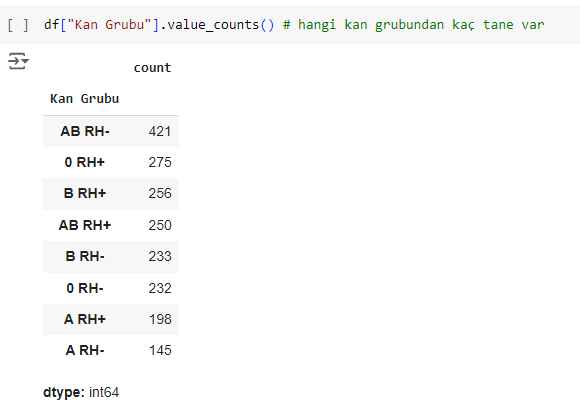 [ ] df["Kan Grubu"].value_counts() # hangi kan grubundan kaç tane var
count
Kan Grubu
AB RH- 421
0 RH+ 275
B RH+ 256
AB RH+ 250
B RH- 233
0 RH- 232
A RH+ 198
A RH- 145
dtype: int64